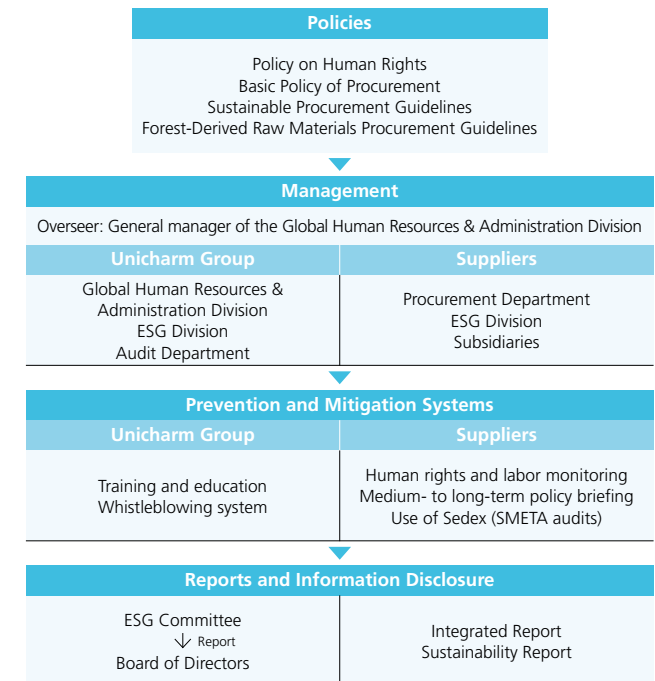 Policies
Policy on Human Rights
Basic Policy of Procurement
Sustainable Procurement Guidelines
Forest-Derived Raw Materials Procurement Guidelines
Management
Overseer: General manager of the Global Human Resources & Administration Division
Unicharm Group
Global Human Resources &
Administration Division
ESG Division
Audit Department
Suppliers
Procurement Department
ESG Division
Subsidiaries
Prevention and Mitigation Systems
Unicharm Group
Training and education
Whistleblowing system
Suppliers
Human rights and labor monitoring
Medium- to long-term policy briefing
Use of Sedex (SMETA audits)
Reports and Information Disclosure
ESG Committee
Report
Board of Directors
Integrated Report
Sustainability Report